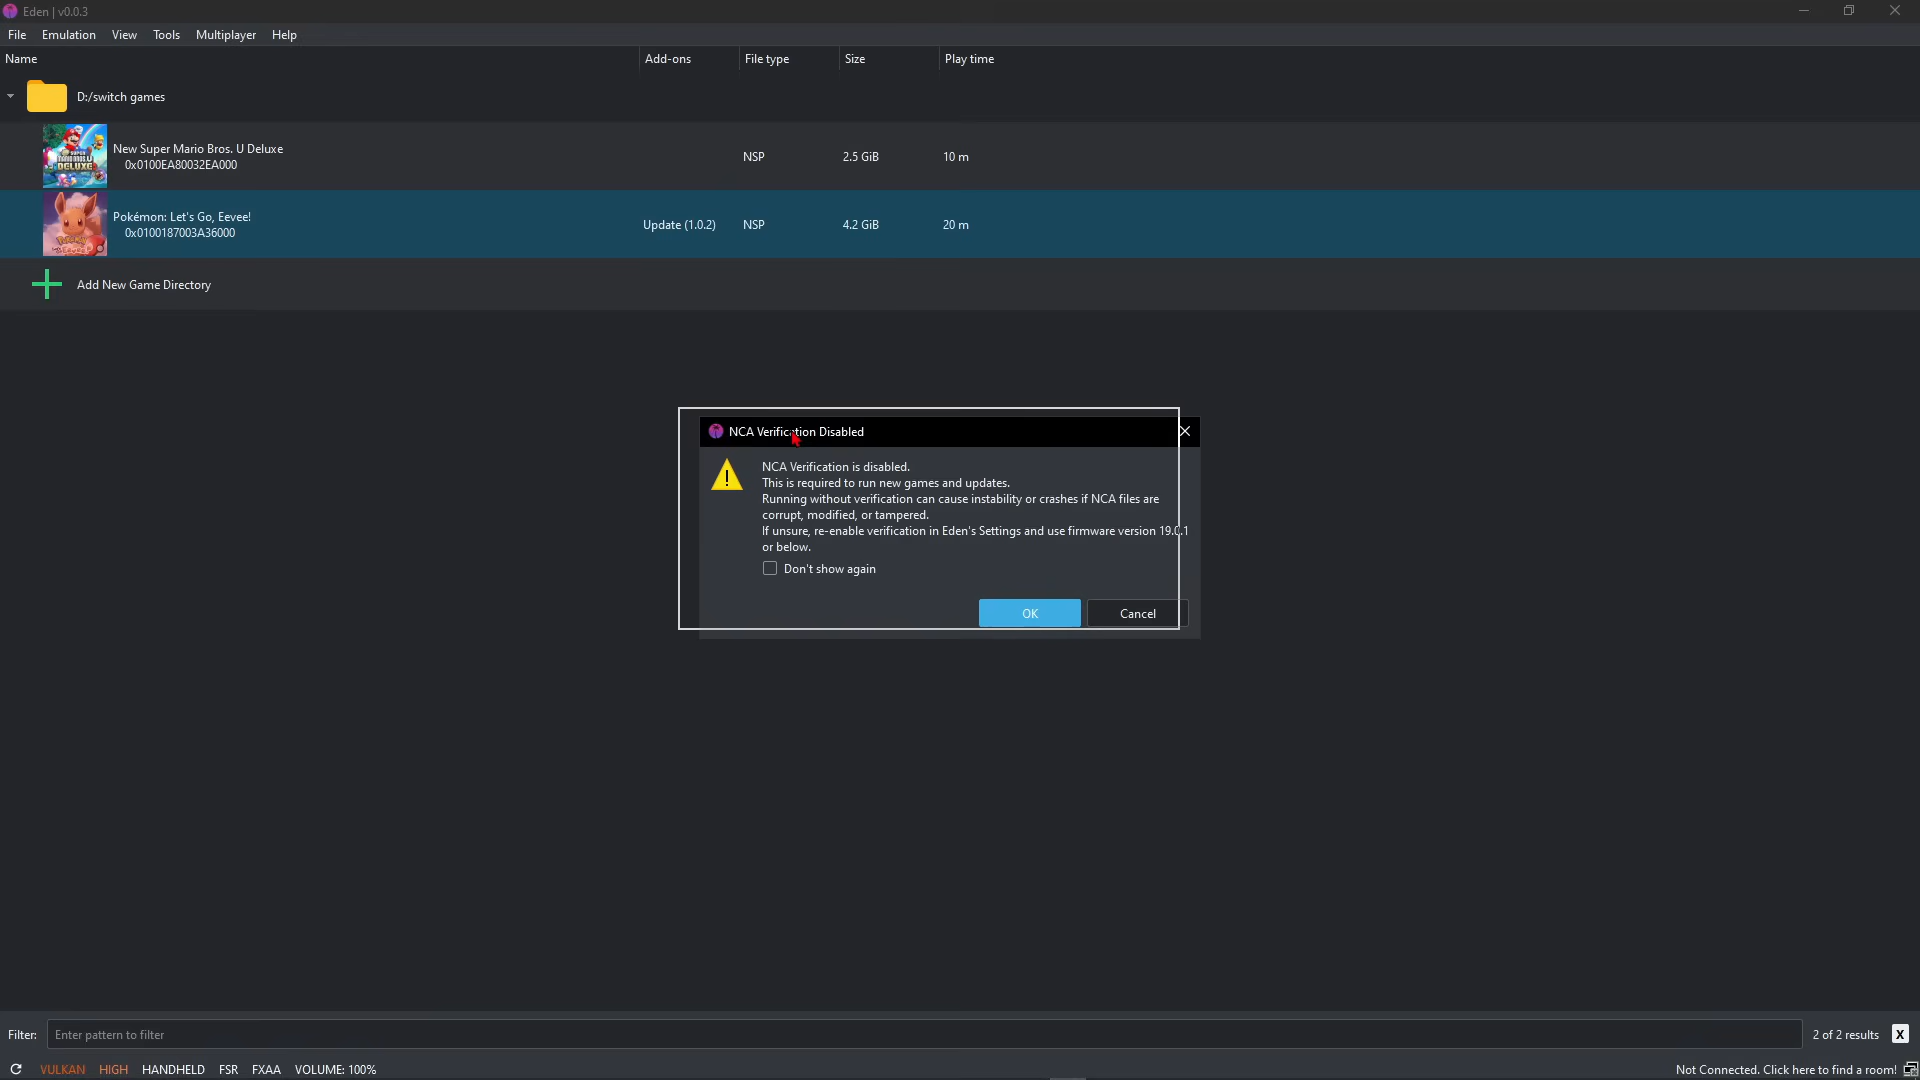 Eden | v0.0.3
File Emulation View Tools Multiplayer Help
Name Add-ons File type Size Play time
D:/switch games
New Super Mario Bros. U Deluxe
0x0100EA80032EA000
NSP 2.5 GiB 10 m
Pokémon: Let's Go, Eevee!
0x0100187003A36000
Update (1.0.2) NSP 4.2 GiB 20 m
Add New Game Directory
NCA Verification Disabled
NCA Verification is disabled.
This is required to run new games and updates.
Running without verification can cause instability or crashes if NCA files are
corrupt, modified, or tampered.
If unsure, re-enable verification in Eden's Settings and use firmware version 19.0.1
or below.
Don't show again
OK Cancel
Filter: Enter pattern to filter 2 of 2 results X
VULKAN HIGH HANDHELD FSR FXAA VOLUME: 100% Not Connected. Click here to find a room!